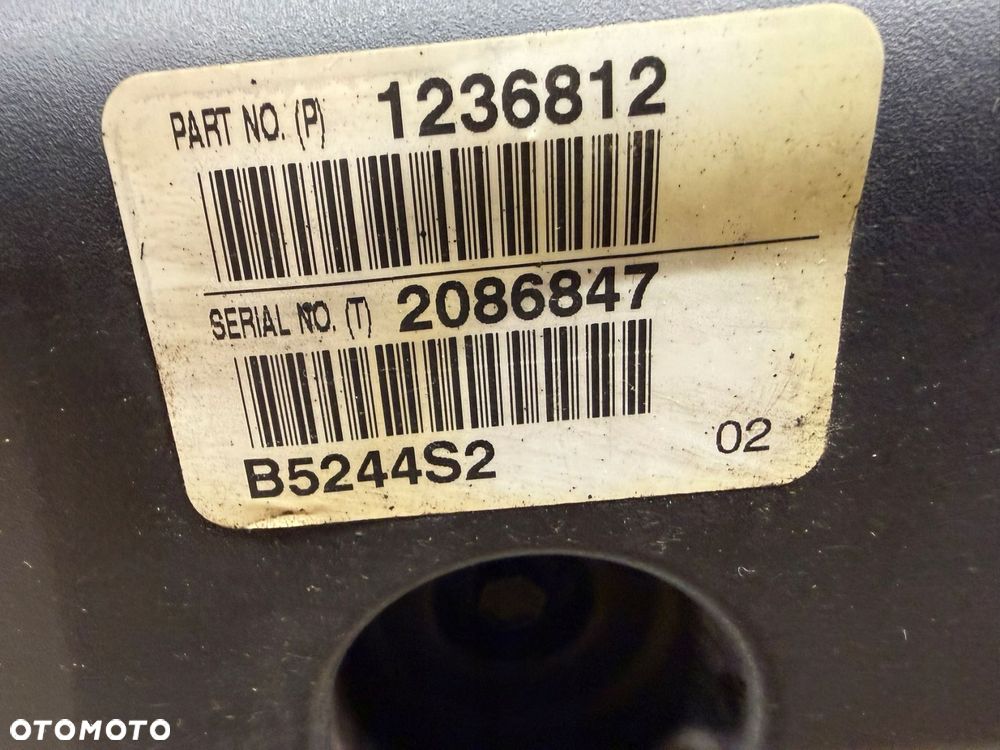 PART NO. (P) 1236812
SERIAL NO. (T) 2086847
B5244S2
02
OTOMOTO